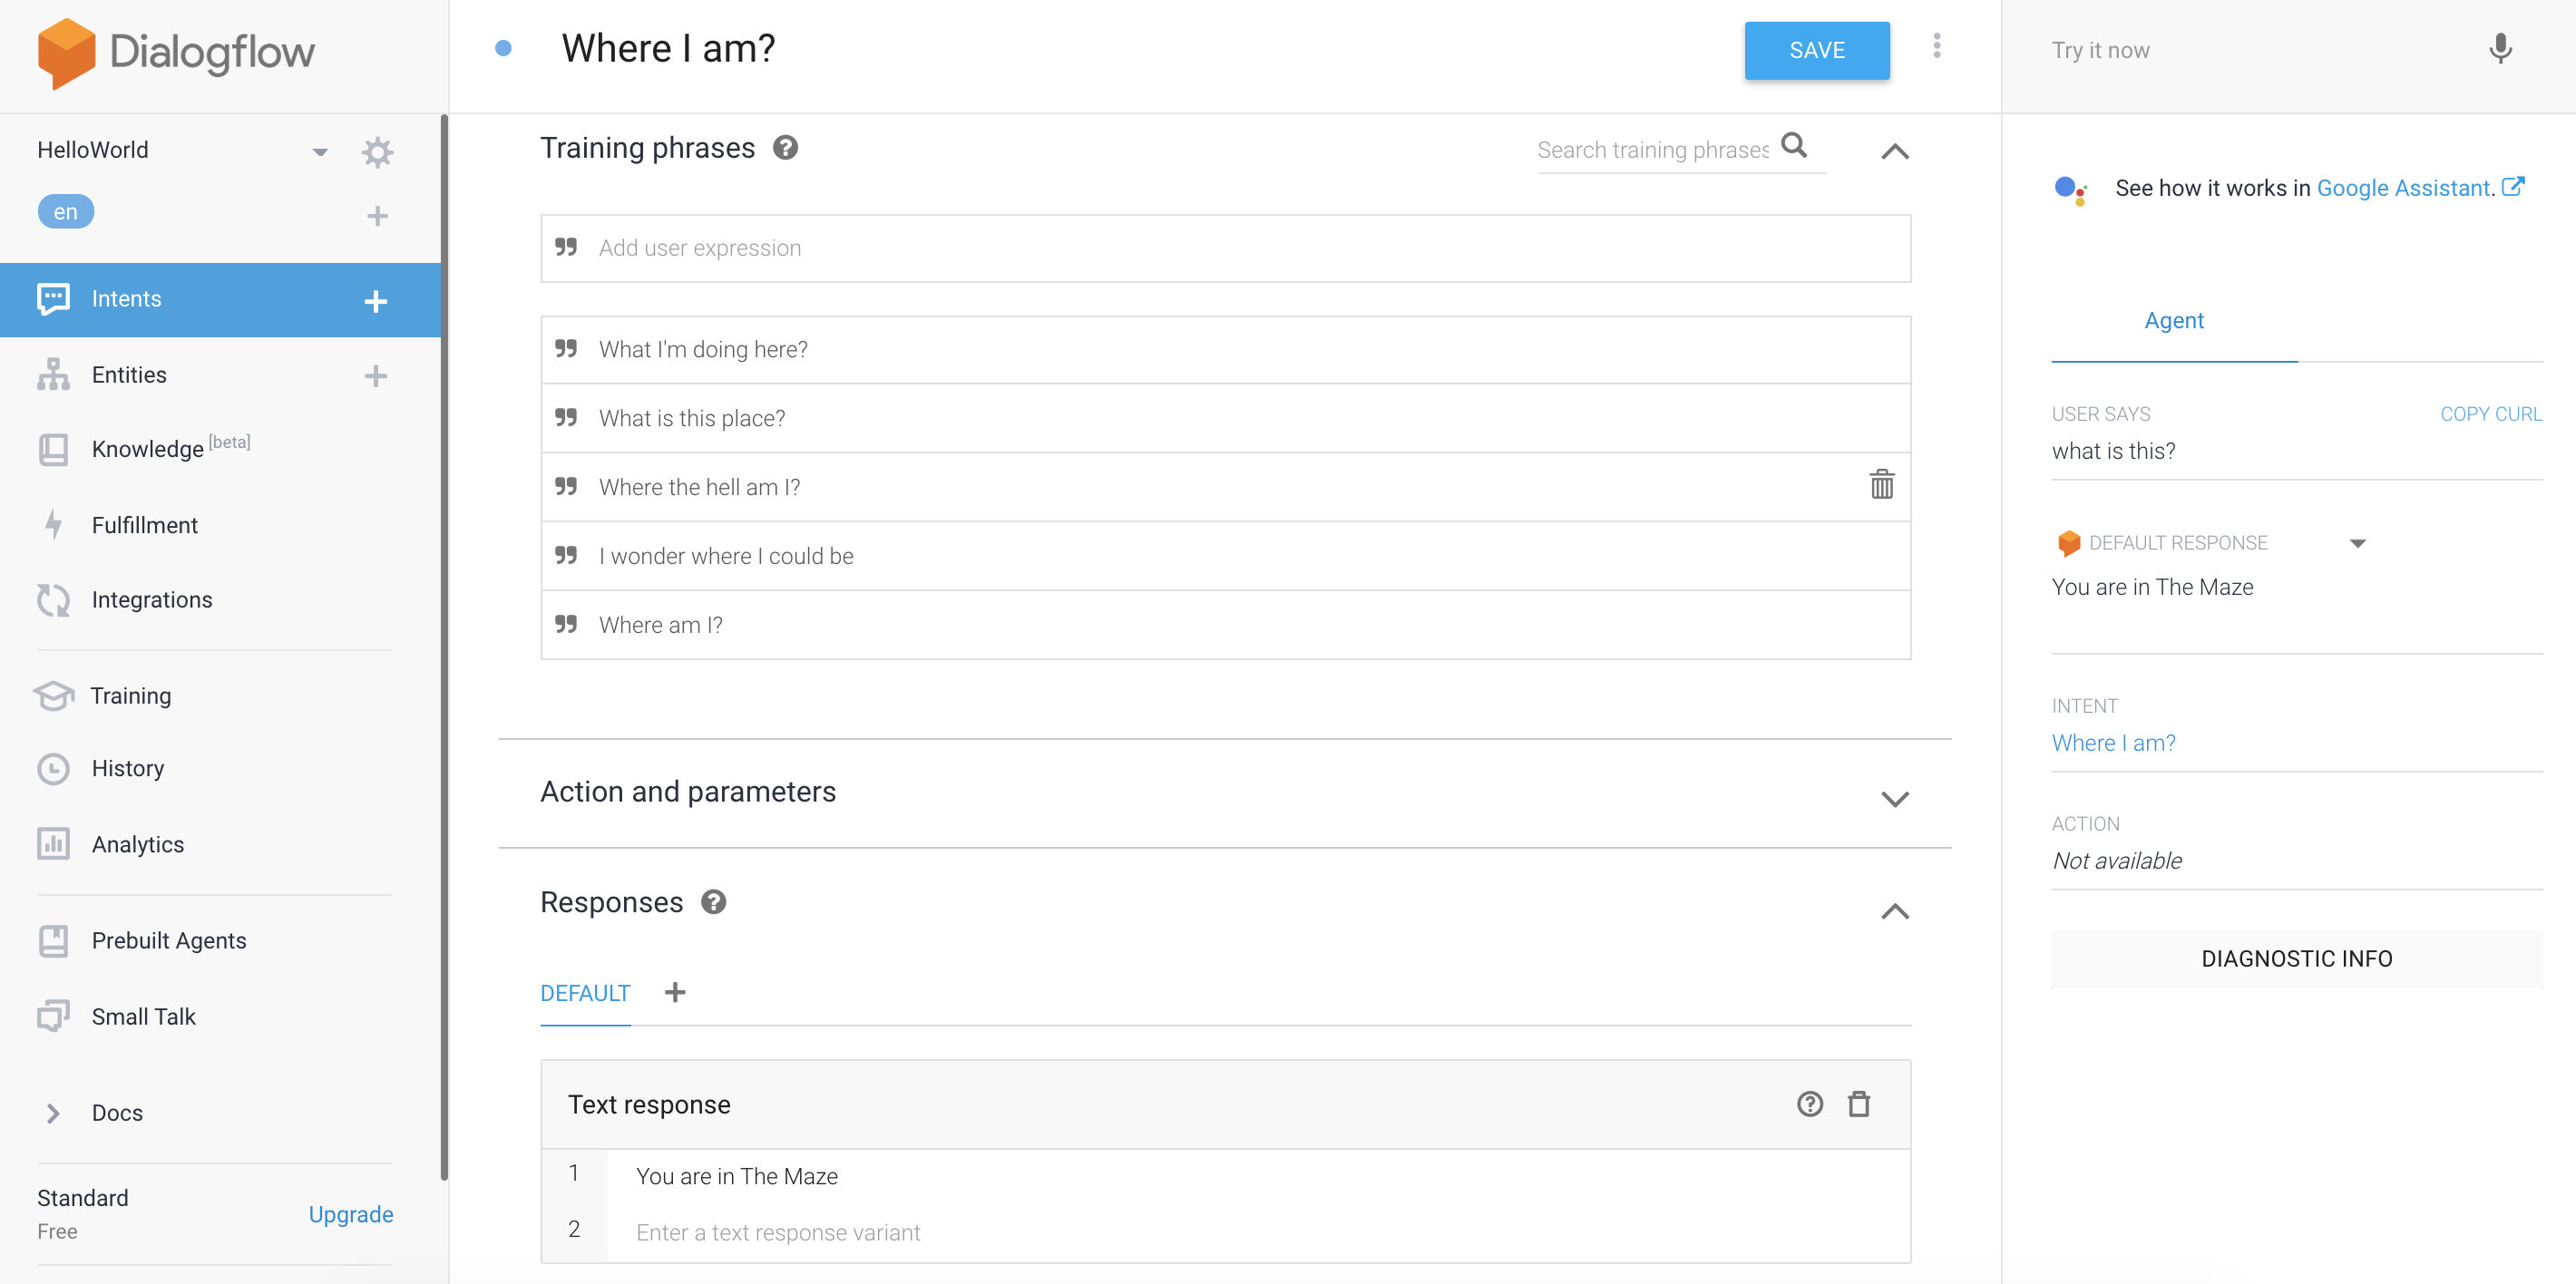 Dialogflow
HelloWorld
en
Intents
Entities
Knowledge [beta]
Fulfillment
Integrations
Training
History
Analytics
Prebuilt Agents
Small Talk
Docs
Standard
Free
Upgrade
Where I am?
SAVE
Training phrases
Search training phrases
Add user expression
What I'm doing here?
What is this place?
Where the hell am I?
I wonder where I could be
Where am I?
Action and parameters
Responses
DEFAULT
Text response
1 You are in The Maze
2 Enter a text response variant
Try it now
See how it works in Google Assistant.
Agent
USER SAYS COPY CURL
what is this?
DEFAULT RESPONSE
You are in The Maze
INTENT
Where I am?
ACTION
Not available
DIAGNOSTIC INFO